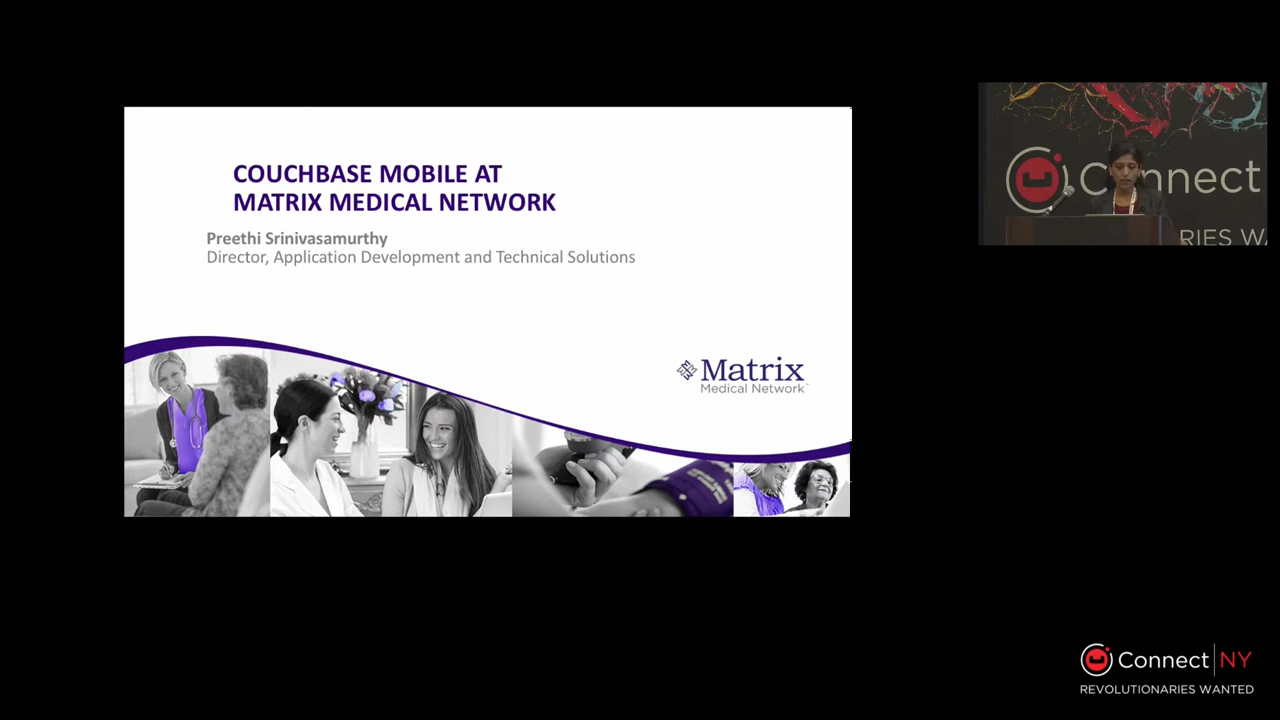 COUCHBASE MOBILE AT
MATRIX MEDICAL NETWORK
Preethi Srinivasamurthy
Director, Application Development and Technical Solutions
Matrix
Medical Network™
Connect
RIES W
Connect | NY
REVOLUTIONARIES WANTED